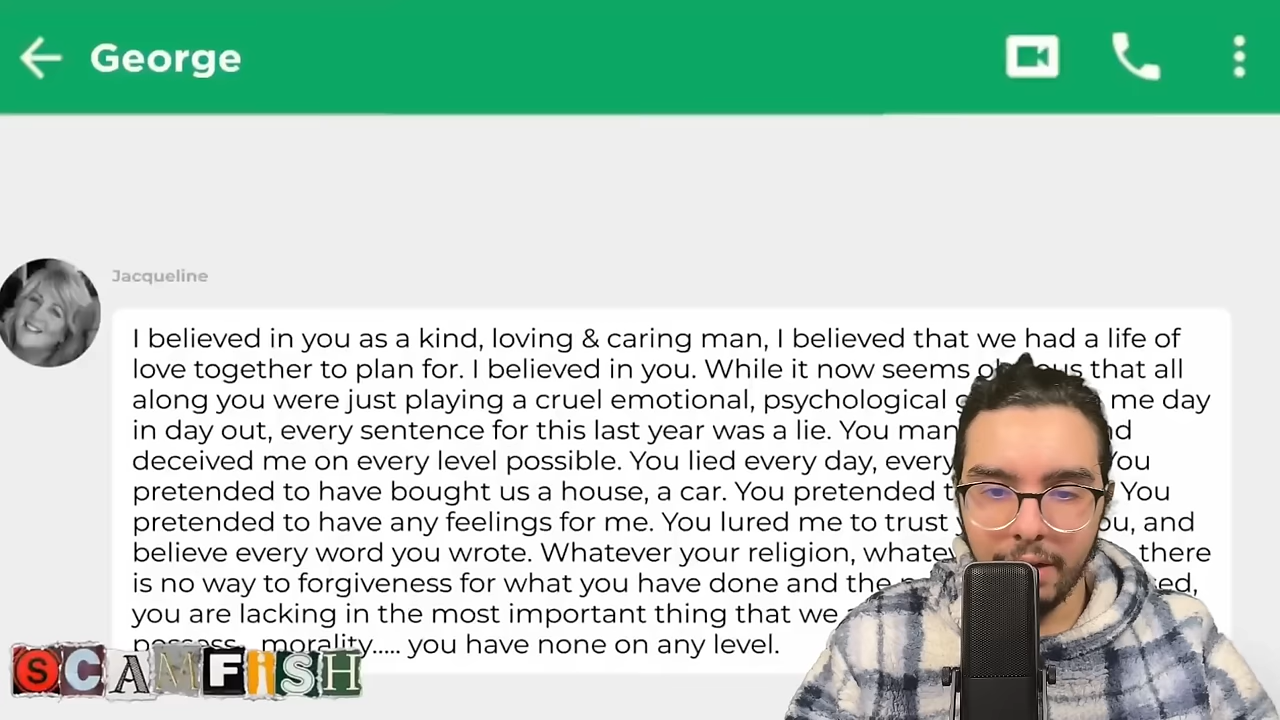 George
Jacqueline
I believed in you as a kind, loving & caring man, I believed that we had a life of
love together to plan for. I believed in you. While it now seems obvious that all
along you were just playing a cruel emotional, psychological me day
in day out, every sentence for this last year was a lie. You
deceived me on every level possible. You lied every day, every You
pretended to have bought us a house, a car. You pretended You
pretended to have any feelings for me. You lured me to trust and
believe every word you wrote. Whatever your religion, there
is no way to forgiveness for what you have done and the
you are lacking in the most important thing that we
possess... morality..... you have none on any level.
SCAMFISH